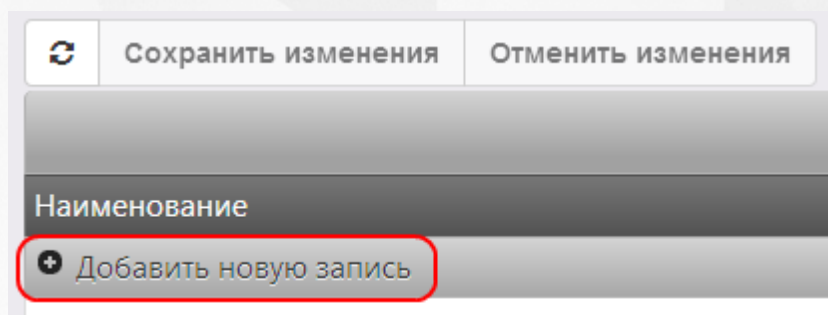 Сохранить изменения Отменить изменения
Наименование
Добавить новую запись